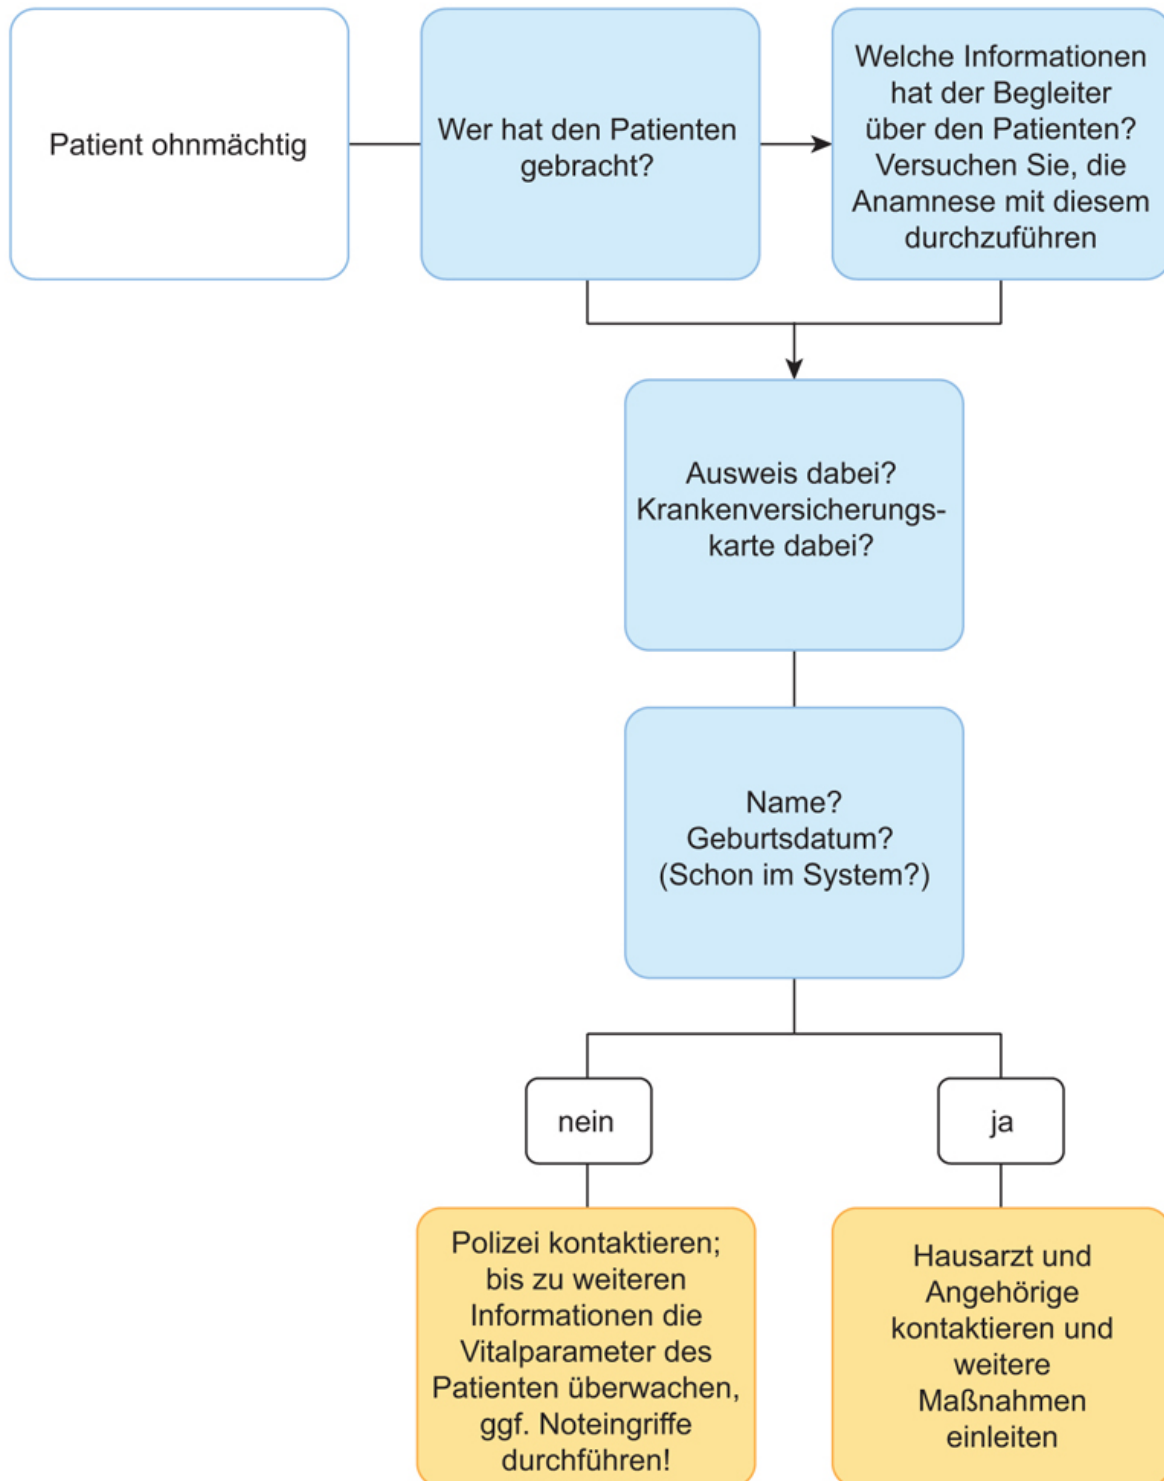 Patient ohnmächtig
Wer hat den Patienten
gebracht?
Welche Informationen
hat der Begleiter
über den Patienten?
Versuchen Sie, die
Anamnese mit diesem
durchzuführen
Ausweis dabei?
Krankenversicherungs-
karte dabei?
Name?
Geburtsdatum?
(Schon im System?)
nein
ja
Polizei kontaktieren;
bis zu weiteren
Informationen die
Vitalparameter des
Patienten überwachen,
ggf. Noteingriffe
durchführen!
Hausarzt und
Angehörige
kontaktieren und
weitere
Maßnahmen
einleiten